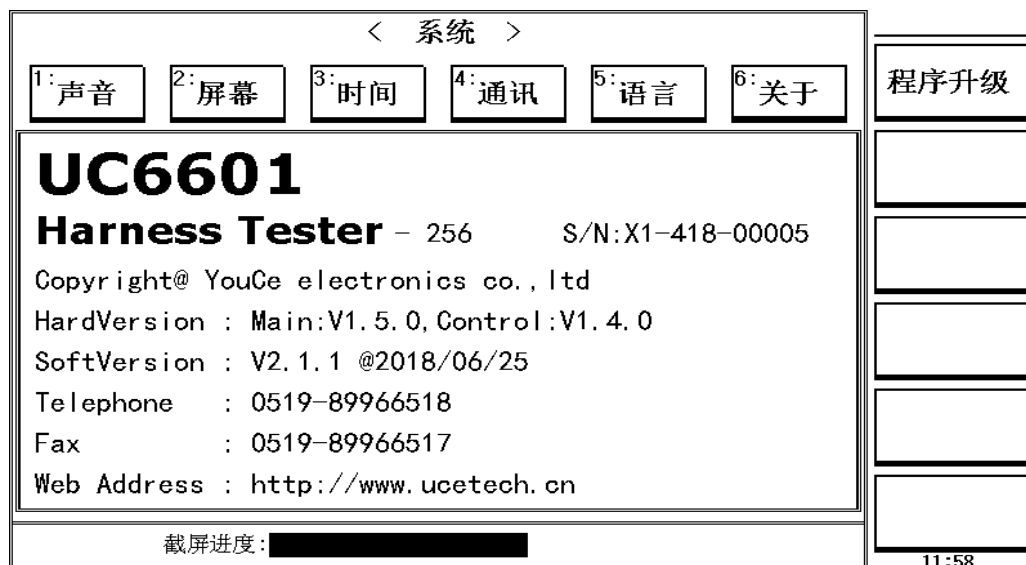 < 系统 >
1:声音 2:屏幕 3:时间 4:通讯 5:语言 6:关于
程序升级
UC6601
Harness Tester - 256 S/N:X1-418-00005
Copyright@ YouCe electronics co.,ltd
HardVersion : Main:V1.5.0,Control:V1.4.0
SoftVersion : V2.1.1 @2018/06/25
Telephone : 0519-89966518
Fax : 0519-89966517
Web Address : http://www.ucetech.cn
截屏进度:
11:58